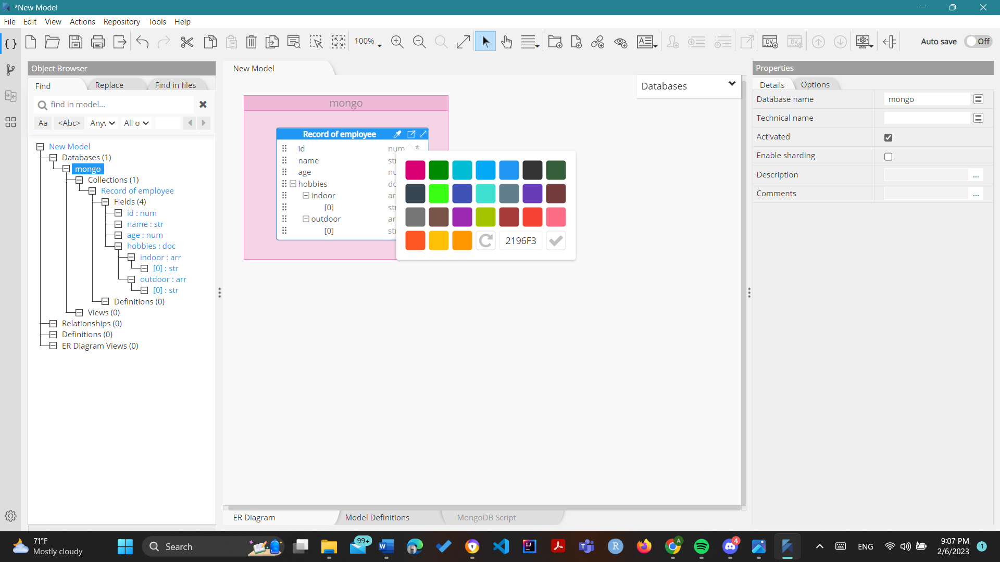 *New Model
File Edit View Actions Repository Tools Help
100%
Auto save Off
Object Browser
Find Replace Find in files
find in model...
Aa <Abc> Anyv All o
New Model
Databases (1)
mongo
Collections (1)
Record of employee
Fields (4)
id : num
name : str
age : num
hobbies : doc
indoor : arr
[0] : str
outdoor : arr
[0] : str
Definitions (0)
Views (0)
Relationships (0)
Definitions (0)
ER Diagram Views (0)
New Model
Databases
mongo
Record of employee
id num *
name str
age nu
hobbies do
indoor ar
[0] str
outdoor ar
[0] str
2196F3
ER Diagram Model Definitions MongoDB Script
Properties
Details Options
Database name mongo
Technical name
Activated
Enable sharding
Description ...
Comments ...
71°F
Mostly cloudy
Search
99+
A
4
ENG
9:07 PM
2/6/2023
1